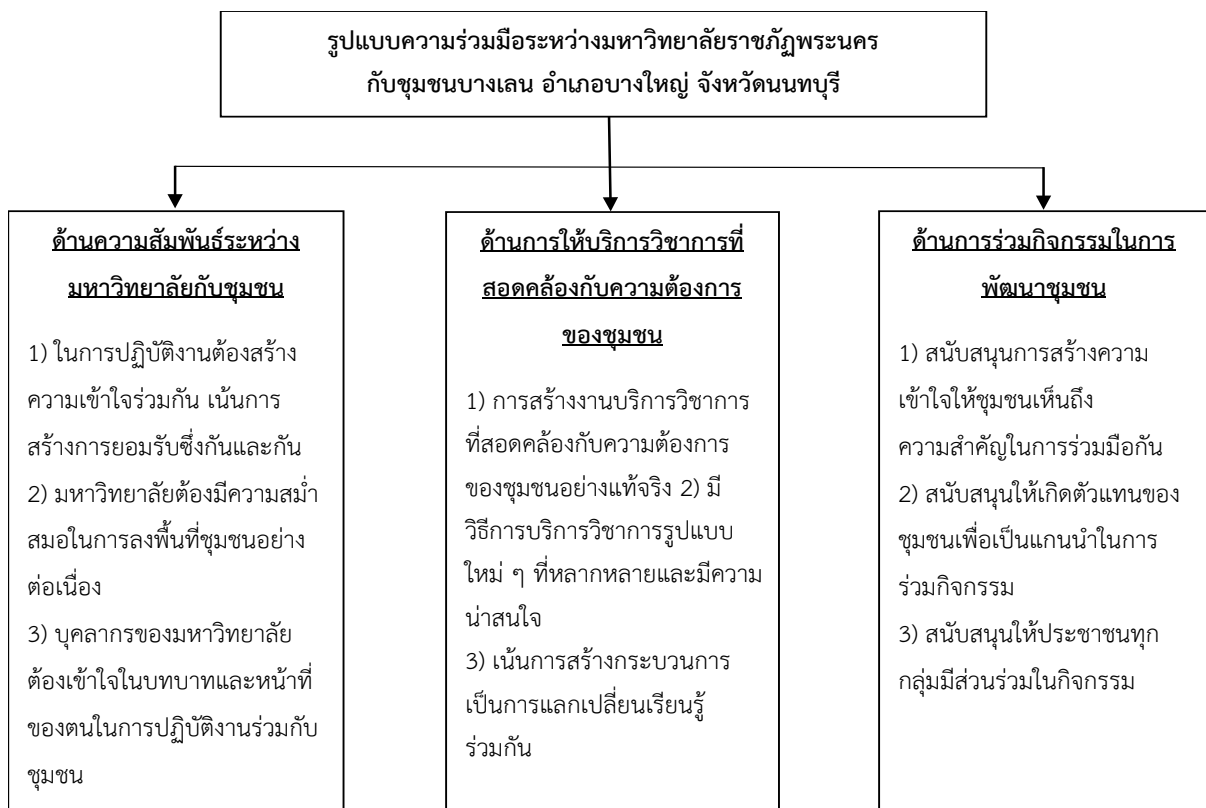 รูปแบบความร่วมมือระหว่างมหาวิทยาลัยราชภัฏพระนคร
กับชุมชนบางเลน อำเภอบางใหญ่ จังหวัดนนทบุรี
ด้านความสัมพันธ์ระหว่าง
มหาวิทยาลัยกับชุมชน
1) ในการปฏิบัติงานต้องสร้าง
ความเข้าใจร่วมกัน เน้นการ
สร้างการยอมรับซึ่งกันและกัน
2) มหาวิทยาลัยต้องมีความสม่ำ
สมอในการลงพื้นที่ชุมชนอย่าง
ต่อเนื่อง
3) บุคลากรของมหาวิทยาลัย
ต้องเข้าใจในบทบาทและหน้าที่
ของตนในการปฏิบัติงานร่วมกับ
ชุมชน
ด้านการให้บริการวิชาการที่
สอดคล้องกับความต้องการ
ของชุมชน
1) การสร้างงานบริการวิชาการ
ที่สอดคล้องกับความต้องการ
ของชุมชนอย่างแท้จริง 2) มี
วิธีการบริการวิชาการรูปแบบ
ใหม่ ๆ ที่หลากหลายและมีความ
น่าสนใจ
3) เน้นการสร้างกระบวนการ
เป็นการแลกเปลี่ยนเรียนรู้
ร่วมกัน
ด้านการร่วมกิจกรรมในการ
พัฒนาชุมชน
1) สนับสนุนการสร้างความ
เข้าใจให้ชุมชนเห็นถึง
ความสำคัญในการร่วมมือกัน
2) สนับสนุนให้เกิดตัวแทนของ
ชุมชนเพื่อเป็นแกนนำในการ
ร่วมกิจกรรม
3) สนับสนุนให้ประชาชนทุก
กลุ่มมีส่วนร่วมในกิจกรรม